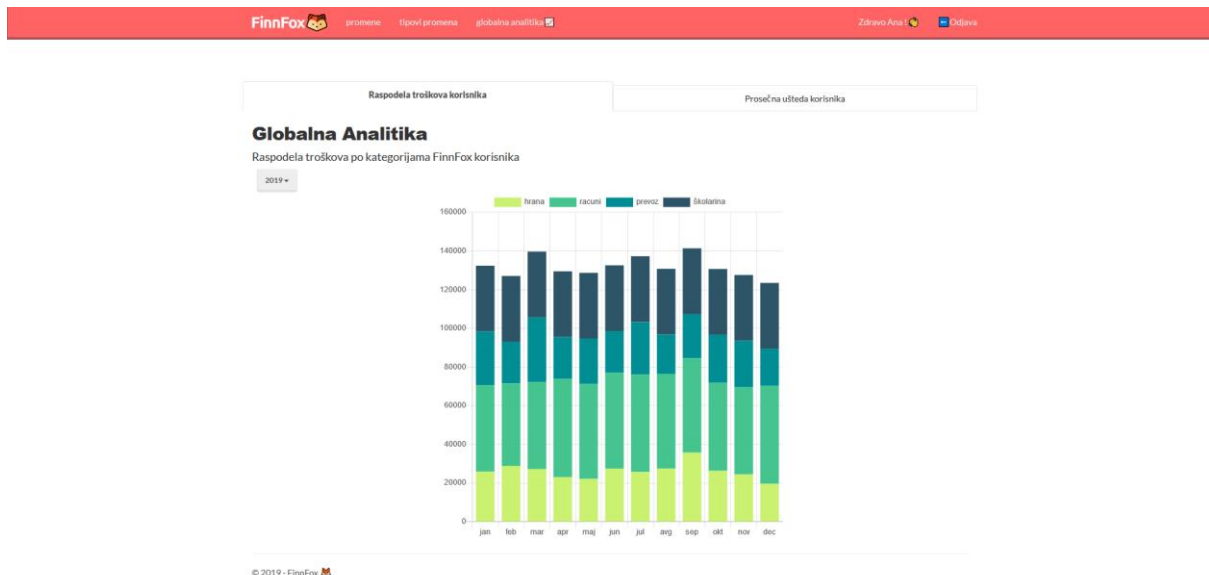 FinnFox promene tipovi promena globalna analitika Zdravo Ana ! Odjava
Raspodela troškova korisnika Prosečna ušteda korisnika
Globalna Analitika
Raspodela troškova po kategorijama FinnFox korisnika
2019
hrana racuni prevoz školarina
160000
140000
120000
100000
80000
60000
40000
20000
0
jan feb mar apr maj jun jul avg sep okt nov dec
© 2019 - FinnFox